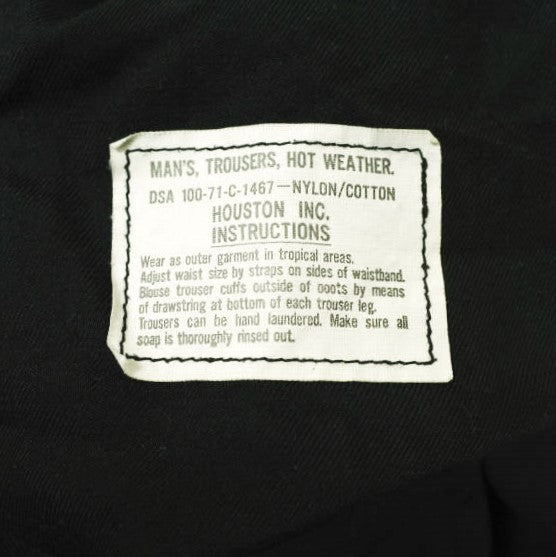 MAN'S, TROUSERS, HOT WEATHER.
DSA 100-71-C-1467—NYLON/COTTON
HOUSTON INC.
INSTRUCTIONS
Wear as outer garment in tropical areas.
Adjust waist size by straps on sides of waistband.
Blouse trouser cuffs outside of ooots by means
of drawstring at bottom of each trouser leg.
Trousers can be hand laundered. Make sure all
soap is thoroughly rinsed out.